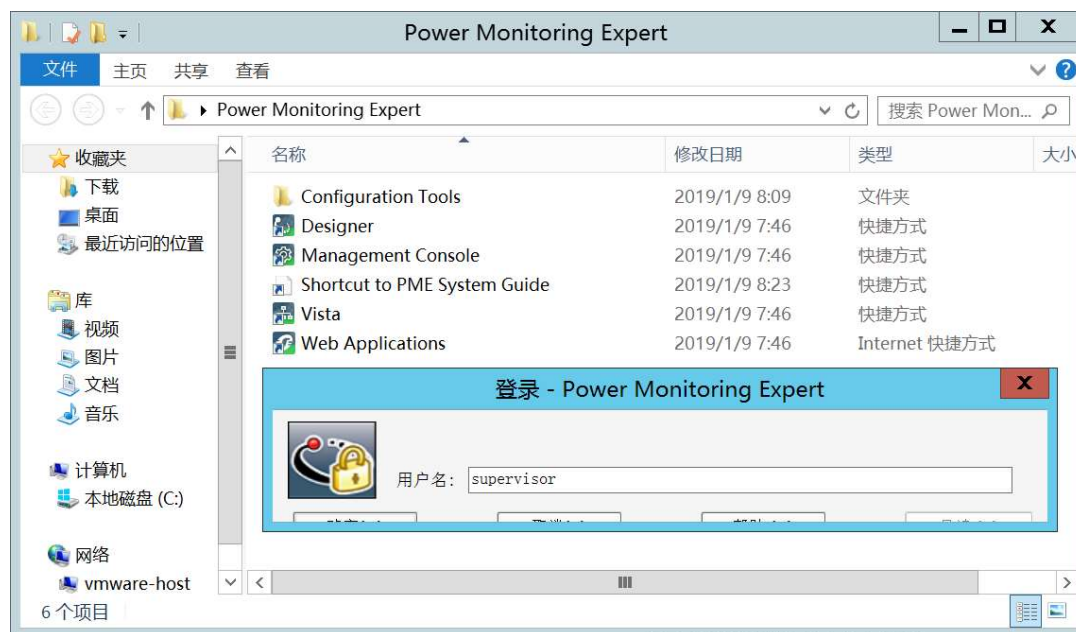 Power Monitoring Expert
文件 主页 共享 查看
Power Monitoring Expert 搜索 Power Mon...
名称 修改日期 类型 大小
收藏夹
下载
桌面
最近访问的位置
库
视频
图片
文档
音乐
计算机
本地磁盘 (C:)
网络
vmware-host
Configuration Tools 2019/1/9 8:09 文件夹
Designer 2019/1/9 7:46 快捷方式
Management Console 2019/1/9 7:46 快捷方式
Shortcut to PME System Guide 2019/1/9 8:23 快捷方式
Vista 2019/1/9 7:46 快捷方式
Web Applications 2019/1/9 7:46 Internet 快捷方式
登录 - Power Monitoring Expert
用户名: supervisor
6 个项目